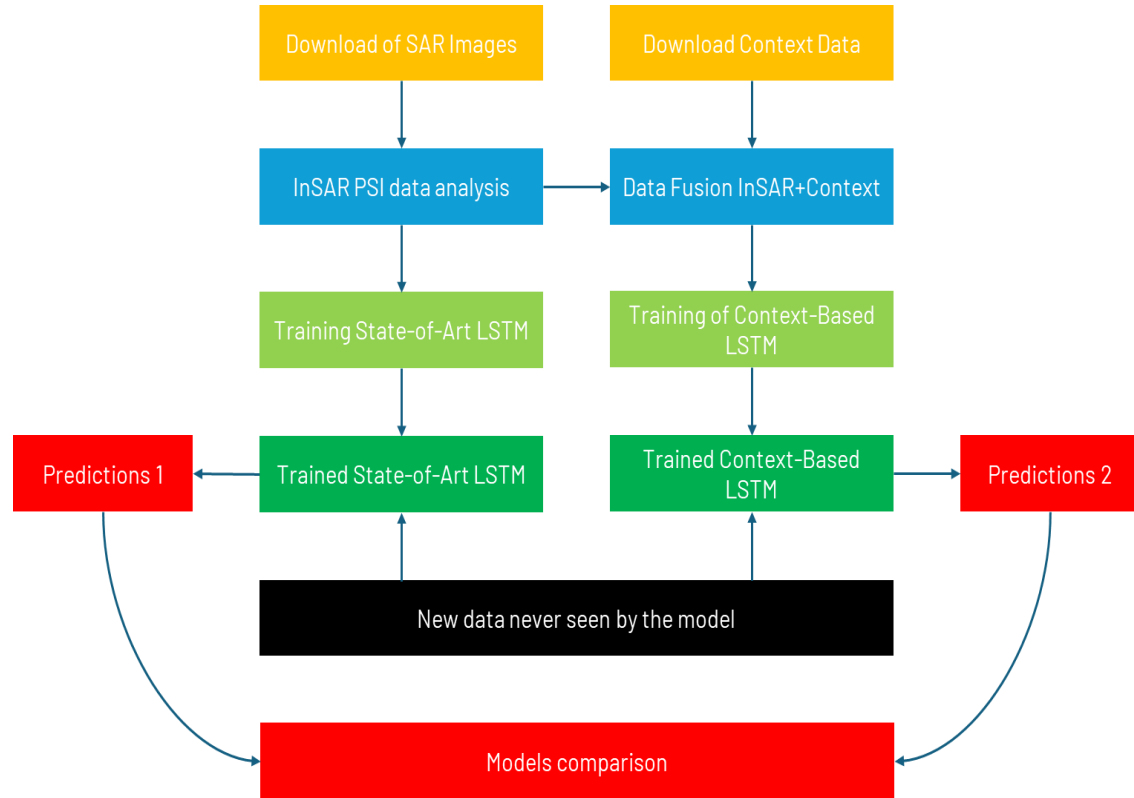 Download of SAR Images
Download Context Data
InSAR PSI data analysis
Data Fusion InSAR+Context
Training State-of-Art LSTM
Training of Context-Based
LSTM
Predictions 1
Trained State-of-Art LSTM
Trained Context-Based
LSTM
Predictions 2
New data never seen by the model
Models comparison